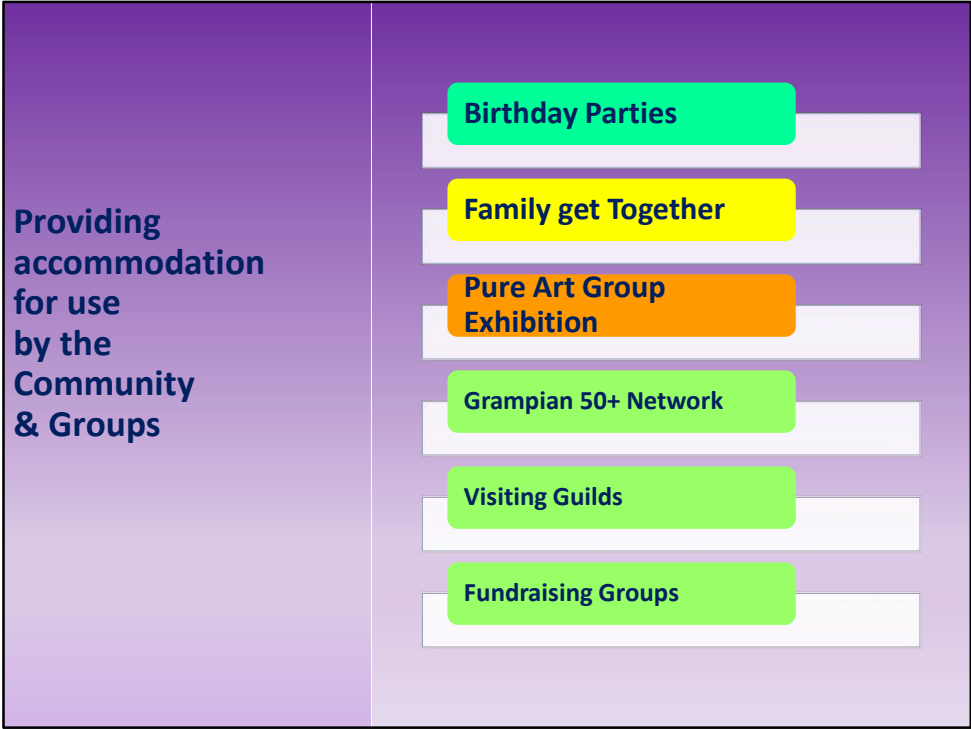 Providing
accommodation
for use
by the
Community
& Groups
Birthday Parties
Family get Together
Pure Art Group
Exhibition
Grampian 50+ Network
Visiting Guilds
Fundraising Groups